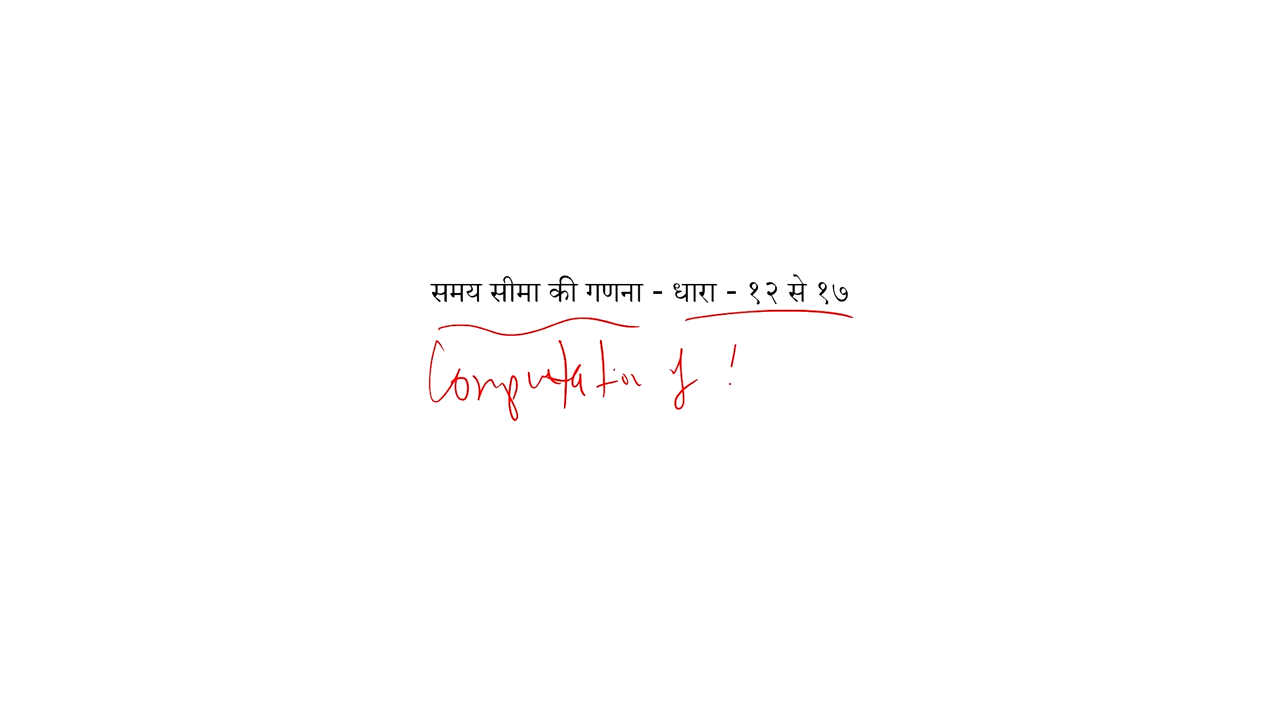 समय सीमा की गणना - धारा - १२ से १७
Computation of